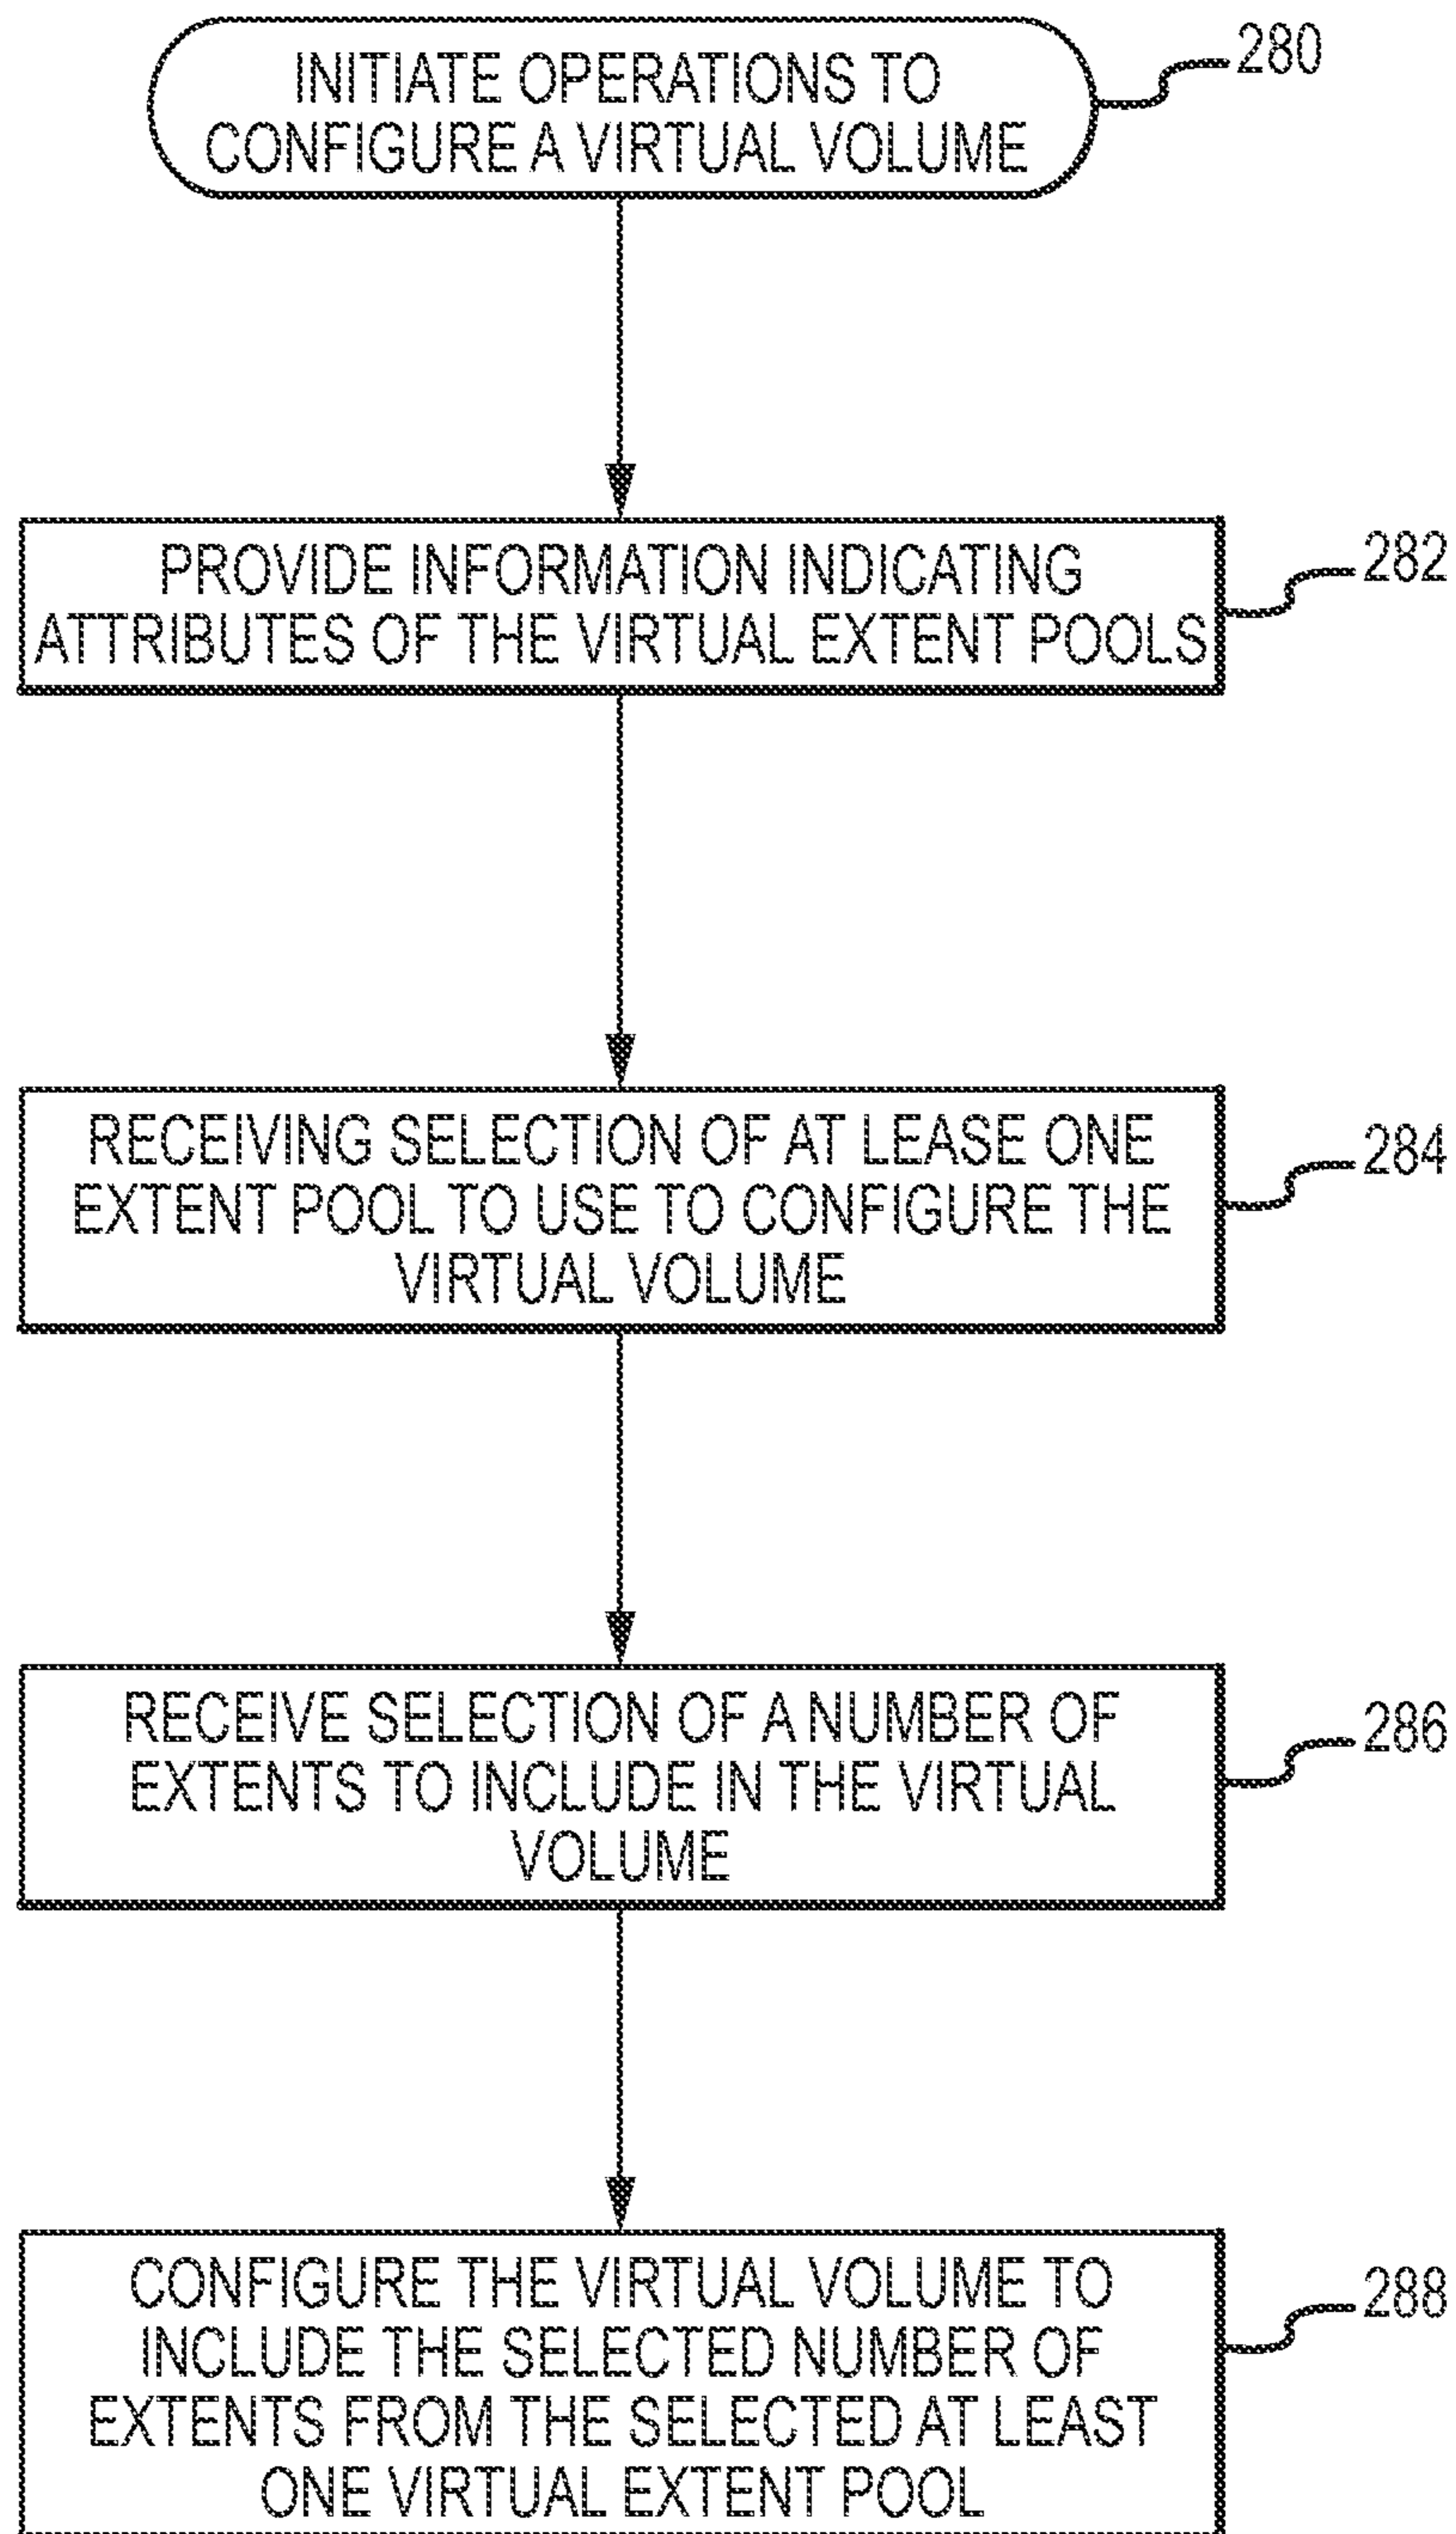 INITIATE OPERATIONS TO
CONFIGURE A VIRTUAL VOLUME
280
PROVIDE INFORMATION INDICATING
ATTRIBUTES OF THE VIRTUAL EXTENT POOLS
282
RECEIVING SELECTION OF AT LEASE ONE
EXTENT POOL TO USE TO CONFIGURE THE
VIRTUAL VOLUME
284
RECEIVE SELECTION OF A NUMBER OF
EXTENTS TO INCLUDE IN THE VIRTUAL
VOLUME
286
CONFIGURE THE VIRTUAL VOLUME TO
INCLUDE THE SELECTED NUMBER OF
EXTENTS FROM THE SELECTED AT LEAST
ONE VIRTUAL EXTENT POOL
288